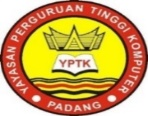 YAYASAN PERGURUAN TINGGI KOMPUTER
YPTK
• PADANG •